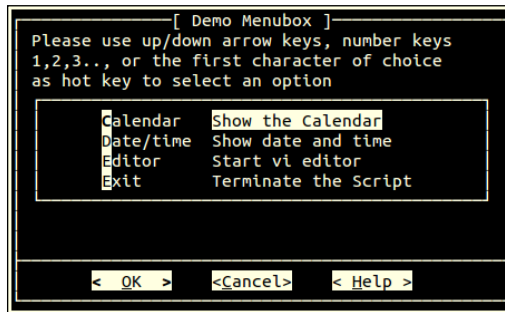 [ Demo Menubox ]
Please use up/down arrow keys, number keys
1,2,3.., or the first character of choice
as hot key to select an option
Calendar Show the Calendar
Date/time Show date and time
Editor Start vi editor
Exit Terminate the Script
< OK > <Cancel> < Help >